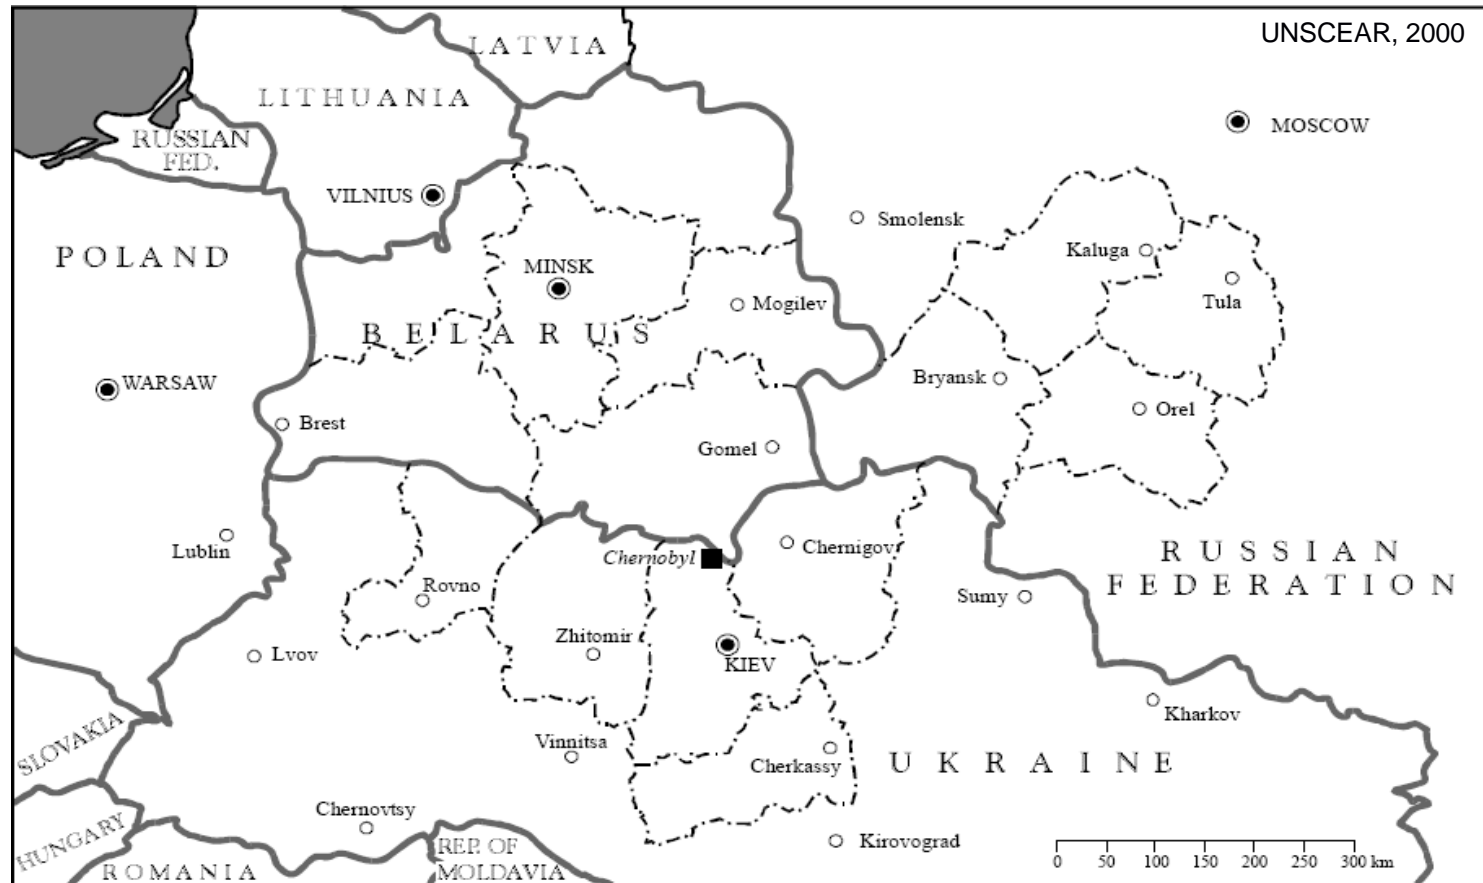 UNSCEAR, 2000
LATVIA
LITHUANIA
MOSCOW
RUSSIAN
FED.
VILNIUS
Smolensk
POLAND
Kaluga
MINSK
Tula
Mogilev
BELARUS
WARSAW
Bryansk
Orel
Brest
Gomel
Lublin
Chernobyl
Chernigov
RUSSIAN
FEDERATION
Rovno
Sumy
Zhitomir
Lvov
KIEV
Kharkov
SLOVAKIA
Vinnitsa
Cherkassy
UKRAINE
Chernovtsy
HUNGARY
REP. OF
MOLDAVIA
Kirovograd
ROMANIA
0 50 100 150 200 250 300 km